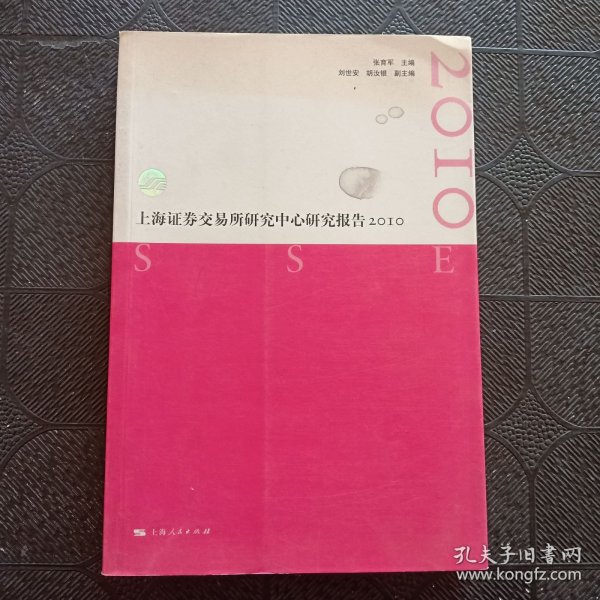 张育军 主编
刘世安 胡汝银 副主编
2010
上海证券交易所研究中心研究报告2010
S S E
上海人民出版社
孔夫子旧书网
www.kongfz.com